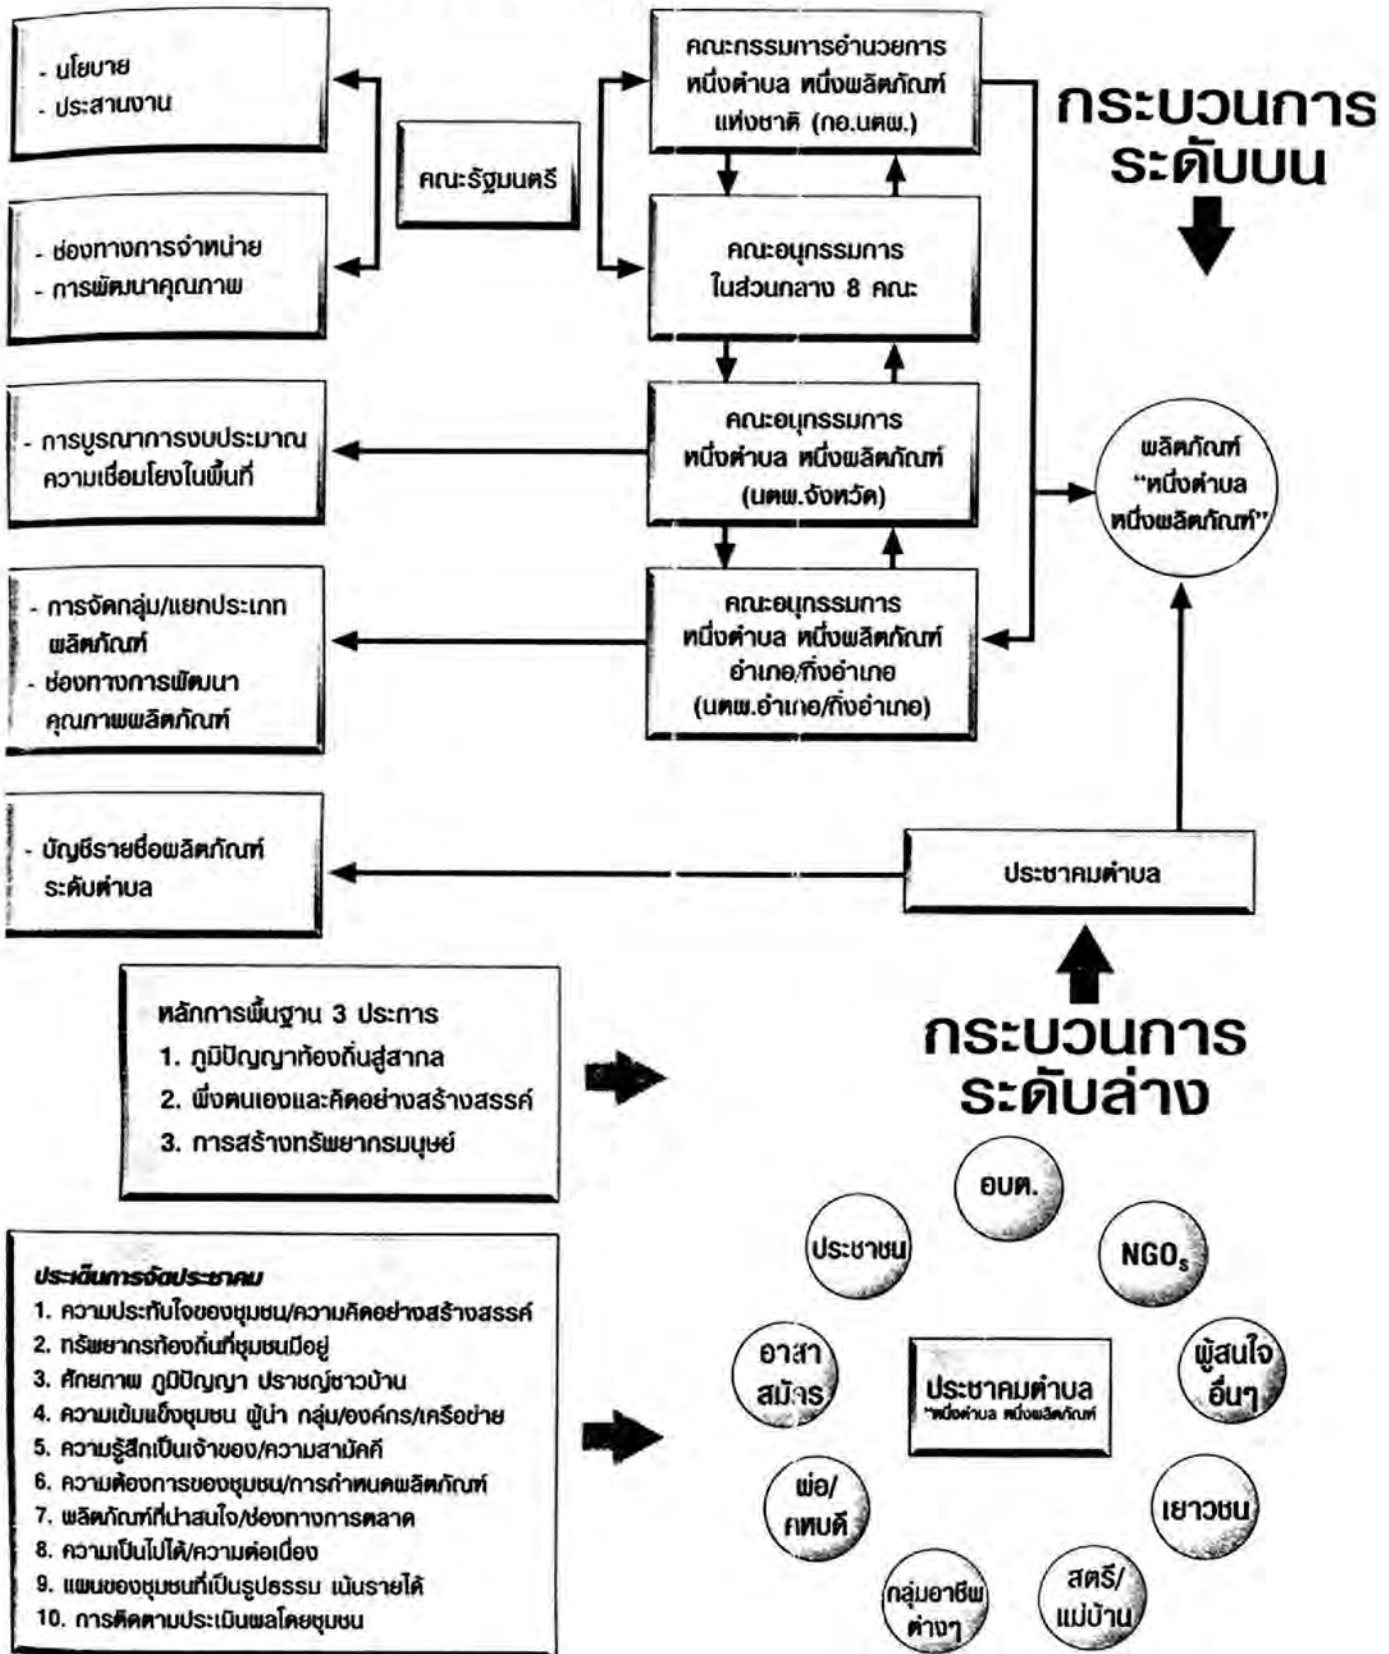 - นโยบาย
- ประสานงาน
คณะรัฐมนตรี
คณะกรรมการอำนวยการ
หนึ่งตำบล หนึ่งผลิตภัณฑ์
แห่งชาติ (กอ.นตผ.)
กระบวนการ
ระดับบน
- ช่องทางการจำหน่าย
- การพัฒนาคุณภาพ
คณะอนุกรรมการ
ในส่วนกลาง 8 คณะ
- การบูรณาการงบประมาณ
ความเชื่อมโยงในพื้นที่
คณะอนุกรรมการ
หนึ่งตำบล หนึ่งผลิตภัณฑ์
(นตผ.จังหวัด)
ผลิตภัณฑ์
“หนึ่งตำบล
หนึ่งผลิตภัณฑ์”
- การจัดกลุ่ม/แยกประเภท
ผลิตภัณฑ์
- ช่องทางการพัฒนา
คุณภาพผลิตภัณฑ์
คณะอนุกรรมการ
หนึ่งตำบล หนึ่งผลิตภัณฑ์
อำเภอ/กิ่งอำเภอ
(นตผ.อำเภอ/กิ่งอำเภอ)
- บัญชีรายชื่อผลิตภัณฑ์
ระดับตำบล
ประชาคมตำบล
หลักการพื้นฐาน 3 ประการ
1. ภูมิปัญญาท้องถิ่นสู่สากล
2. พึ่งตนเองและคิดอย่างสร้างสรรค์
3. การสร้างทรัพยากรมนุษย์
กระบวนการ
ระดับล่าง
ประเด็นการจัดประชาคม
1. ความประทับใจของชุมชน/ความคิดอย่างสร้างสรรค์
2. ทรัพยากรท้องถิ่นที่ชุมชนมีอยู่
3. ศักยภาพ ภูมิปัญญา ปราชญ์ชาวบ้าน
4. ความเข้มแข็งชุมชน ผู้นำ กลุ่ม/องค์กร/เครือข่าย
5. ความรู้สึกเป็นเจ้าของ/ความสามัคคี
6. ความต้องการของชุมชน/การกำหนดผลิตภัณฑ์
7. ผลิตภัณฑ์ที่น่าสนใจ/ช่องทางการตลาด
8. ความเป็นไปได้/ความต่อเนื่อง
9. แผนของชุมชนที่เป็นรูปธรรม เน้นรายได้
10. การติดตามประเมินผลโดยชุมชน
อบต.
ประชาชน
NGOs
อาสา
สมัคร
ประชาคมตำบล
"หนึ่งตำบล หนึ่งผลิตภัณฑ์
ผู้สนใจ
อื่นๆ
พ่อ/
คหบดี
เยาวชน
กลุ่มอาชีพ
ต่างๆ
สตรี/
แม่บ้าน